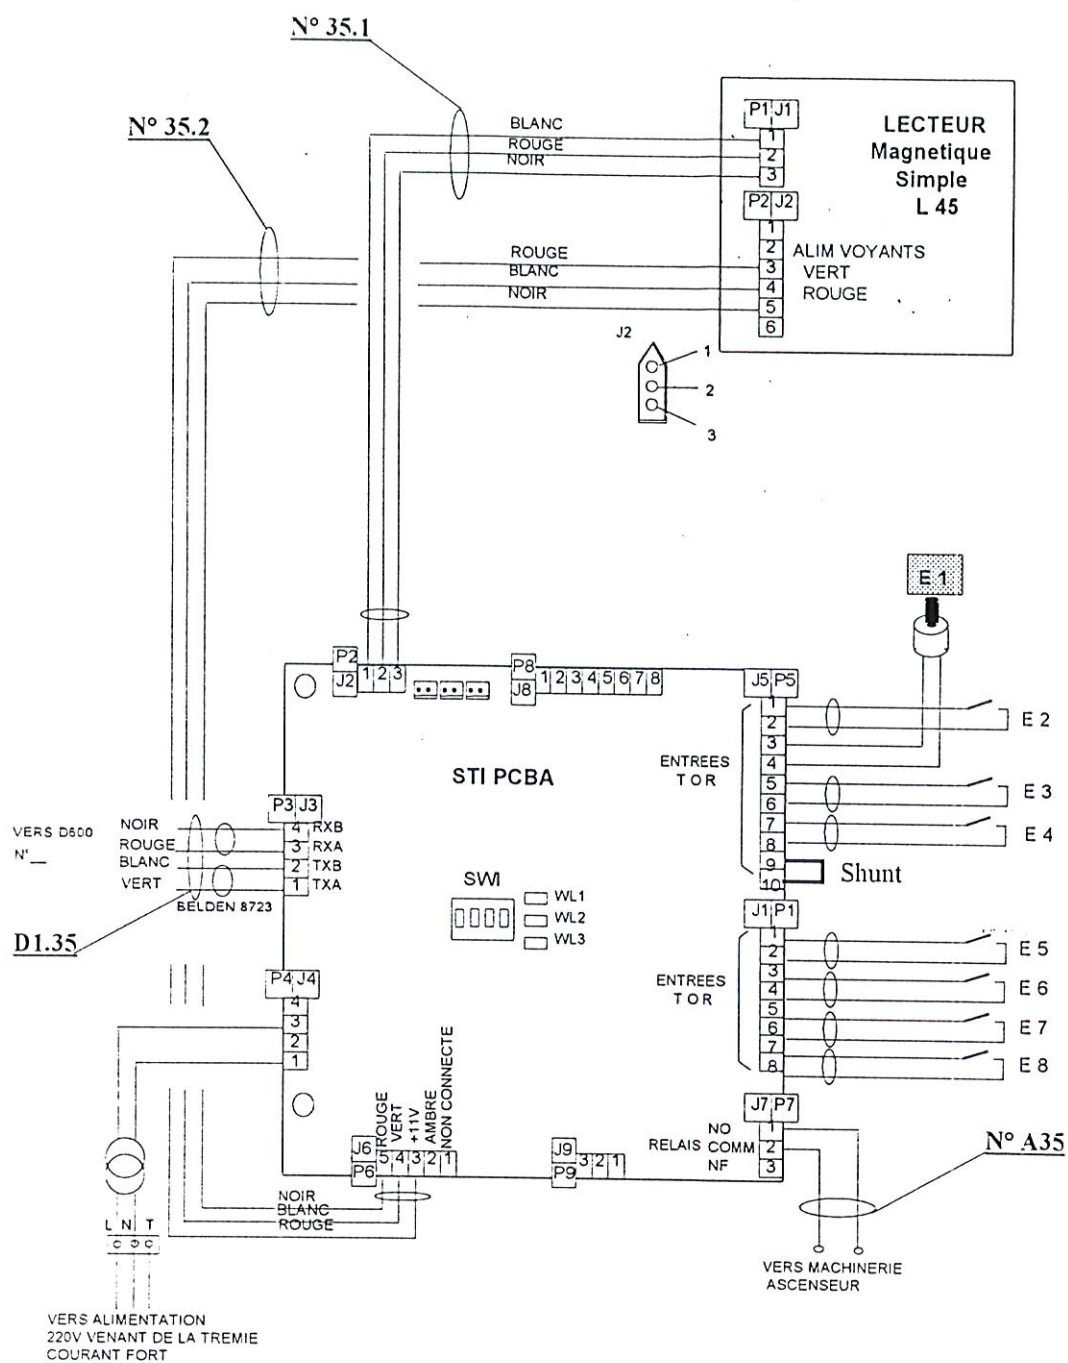 N° 35.1
N° 35.2
BLANC
ROUGE
NOIR
P1 J1
1
2
3
LECTEUR
Magnetique
Simple
L 45
P2 J2
1
2
3
4
5
6
ALIM VOYANTS
VERT
ROUGE
ROUGE
BLANC
NOIR
J2
1
2
3
E 1
P2
J2
1 2 3
P8
J8
1 2 3 4 5 6 7 8
J5 P5
1
2
3
4
5
6
7
8
9
10
ENTREES
T O R
E 2
E 3
E 4
Shunt
STI PCBA
P3 J3
4 RXB
3 RXA
2 TXB
1 TXA
VERS D600
N°__
NOIR
ROUGE
BLANC
VERT
BELDEN 8723
D1.35
SWI
WL1
WL2
WL3
J1 P1
1
2
3
4
5
6
7
8
ENTREES
T O R
E 5
E 6
E 7
E 8
P4 J4
4
3
2
1
ROUGE
VERT
+11V
AMBRE
NON CONNECTE
J6
P6
5 4 3 2 1
J9
P9
3 2 1
J7 P7
1
2
3
RELAIS
NO
COMM
NF
N° A35
NOIR
BLANC
ROUGE
L N T
VERS MACHINERIE
ASCENSEUR
VERS ALIMENTATION
220V VENANT DE LA TREMIE
COURANT FORT